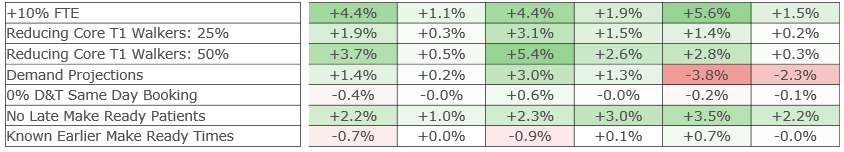 +10% FTE +4.4% +1.1% +4.4% +1.9% +5.6% +1.5%
Reducing Core T1 Walkers: 25% +1.9% +0.3% +3.1% +1.5% +1.4% +0.2%
Reducing Core T1 Walkers: 50% +3.7% +0.5% +5.4% +2.6% +2.8% +0.3%
Demand Projections +1.4% +0.2% +3.0% +1.3% -3.8% -2.3%
0% D&T Same Day Booking -0.4% -0.0% +0.6% -0.0% -0.2% -0.1%
No Late Make Ready Patients +2.2% +1.0% +2.3% +3.0% +3.5% +2.2%
Known Earlier Make Ready Times -0.7% +0.0% -0.9% +0.1% +0.7% -0.0%